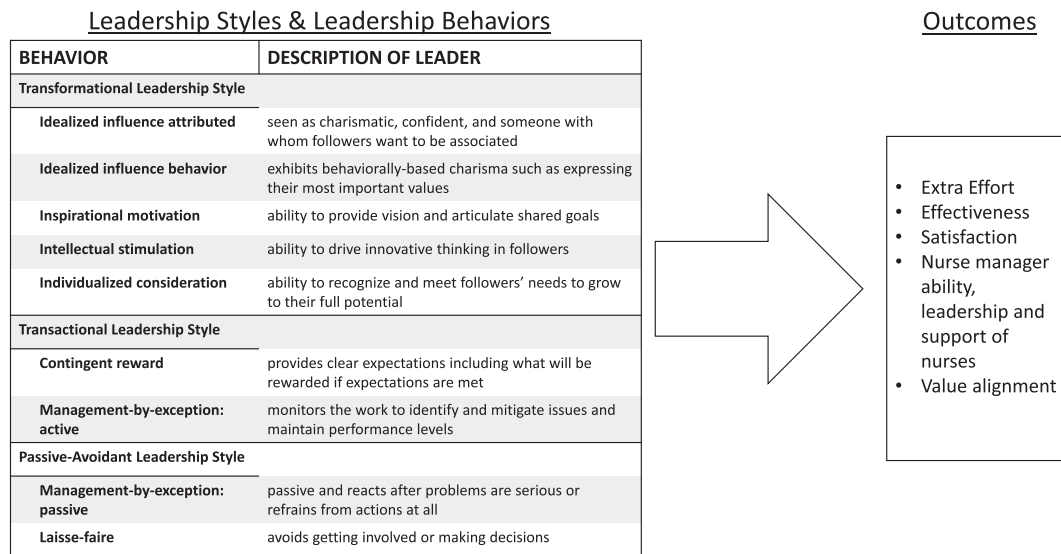 Leadership Styles & Leadership Behaviors
Outcomes
BEHAVIOR
DESCRIPTION OF LEADER
Transformational Leadership Style
Idealized influence attributed
seen as charismatic, confident, and someone with
whom followers want to be associated
Idealized influence behavior
exhibits behaviorally-based charisma such as expressing
their most important values
Inspirational motivation
ability to provide vision and articulate shared goals
Intellectual stimulation
ability to drive innovative thinking in followers
Individualized consideration
ability to recognize and meet followers’ needs to grow
to their full potential
Transactional Leadership Style
Contingent reward
provides clear expectations including what will be
rewarded if expectations are met
Management-by-exception:
active
monitors the work to identify and mitigate issues and
maintain performance levels
Passive-Avoidant Leadership Style
Management-by-exception:
passive
passive and reacts after problems are serious or
refrains from actions at all
Laisse-faire
avoids getting involved or making decisions
• Extra Effort
• Effectiveness
• Satisfaction
• Nurse manager
ability,
leadership and
support of
nurses
• Value alignment